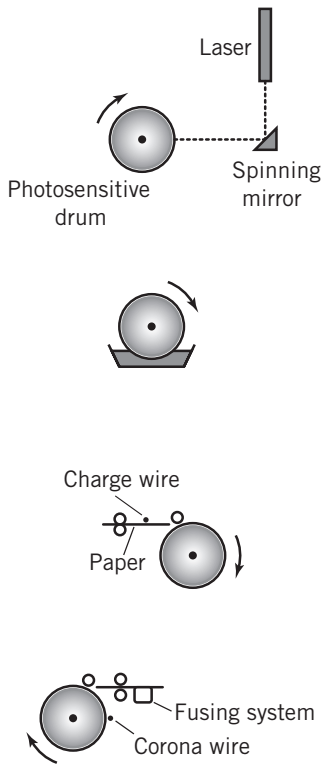 Laser
Photosensitive
drum
Spinning
mirror
Charge wire
Paper
Fusing system
Corona wire